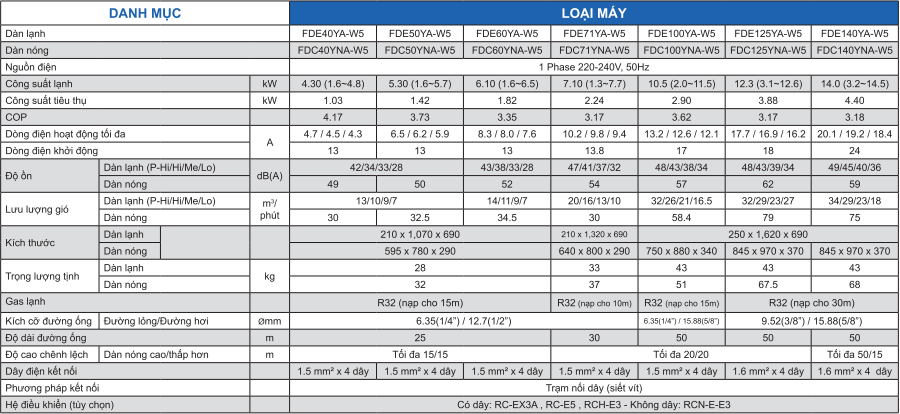 DANH MỤC LOẠI MÁY
Dàn lạnh FDE40YA-W5 FDE50YA-W5 FDE60YA-W5 FDE71YA-W5 FDE100YA-W5 FDE125YA-W5 FDE140YA-W5
Dàn nóng FDC40YNA-W5 FDC50YNA-W5 FDC60YNA-W5 FDC71YNA-W5 FDC100YNA-W5 FDC125YNA-W5 FDC140YNA-W5
Nguồn điện 1 Phase 220-240V, 50Hz
Công suất lạnh kW 4.30 (1.6~4.8) 5.30 (1.6~5.7) 6.10 (1.6~6.5) 7.10 (1.3~7.7) 10.5 (2.0~11.5) 12.3 (3.1~12.6) 14.0 (3.2~14.5)
Công suất tiêu thụ kW 1.03 1.42 1.82 2.24 2.90 3.88 4.40
COP 4.17 3.73 3.35 3.17 3.62 3.17 3.18
Dòng điện hoạt động tối đa A 4.7 / 4.5 / 4.3 6.5 / 6.2 / 5.9 8.3 / 8.0 / 7.6 10.2 / 9.8 / 9.4 13.2 / 12.6 / 12.1 17.7 / 16.9 / 16.2 20.1 / 19.2 / 18.4
Dòng điện khởi động 13 13 13 13.8 17 18 24
Độ ồn Dàn lạnh (P-Hi/Hi/Me/Lo) dB(A) 42/34/33/28 43/38/33/28 47/41/37/32 48/43/38/34 48/43/39/34 49/45/40/36
Dàn nóng 49 50 52 54 57 62 59
Lưu lượng gió Dàn lạnh (P-Hi/Hi/Me/Lo) m³/phút 13/10/9/7 14/11/9/7 20/16/13/10 32/26/21/16.5 32/29/23/27 34/29/23/18
Dàn nóng 30 32.5 34.5 30 58.4 79 75
Kích thước Dàn lạnh 210 x 1,070 x 690 210 x 1,320 x 690 250 x 1,620 x 690
Dàn nóng 595 x 780 x 290 640 x 800 x 290 750 x 880 x 340 845 x 970 x 370 845 x 970 x 370
Trọng lượng tịnh Dàn lạnh kg 28 33 43 43 43
Dàn nóng 32 37 51 67.5 68
Gas lạnh R32 (nạp cho 15m) R32 (nạp cho 10m) R32 (nạp cho 15m) R32 (nạp cho 30m)
Kích cỡ đường ống Đường lỏng/Đường hơi ømm 6.35(1/4”) / 12.7(1/2”) 6.35(1/4”) / 15.88(5/8”) 9.52(3/8”) / 15.88(5/8”)
Độ dài đường ống m 25 30 50 50 50
Độ cao chênh lệch Dàn nóng cao/thấp hơn m Tối đa 15/15 Tối đa 20/20 Tối đa 50/15
Dây điện kết nối 1.5 mm² x 4 dây 1.5 mm² x 4 dây 1.5 mm² x 4 dây 1.5 mm² x 4 dây 1.5 mm² x 4 dây 1.6 mm² x 4 dây 1.6 mm² x 4 dây
Phương pháp kết nối Trạm nối dây (siết vít)
Hệ điều khiển (tùy chọn) Có dây: RC-EX3A , RC-E5 , RCH-E3 - Không dây: RCN-E-E3